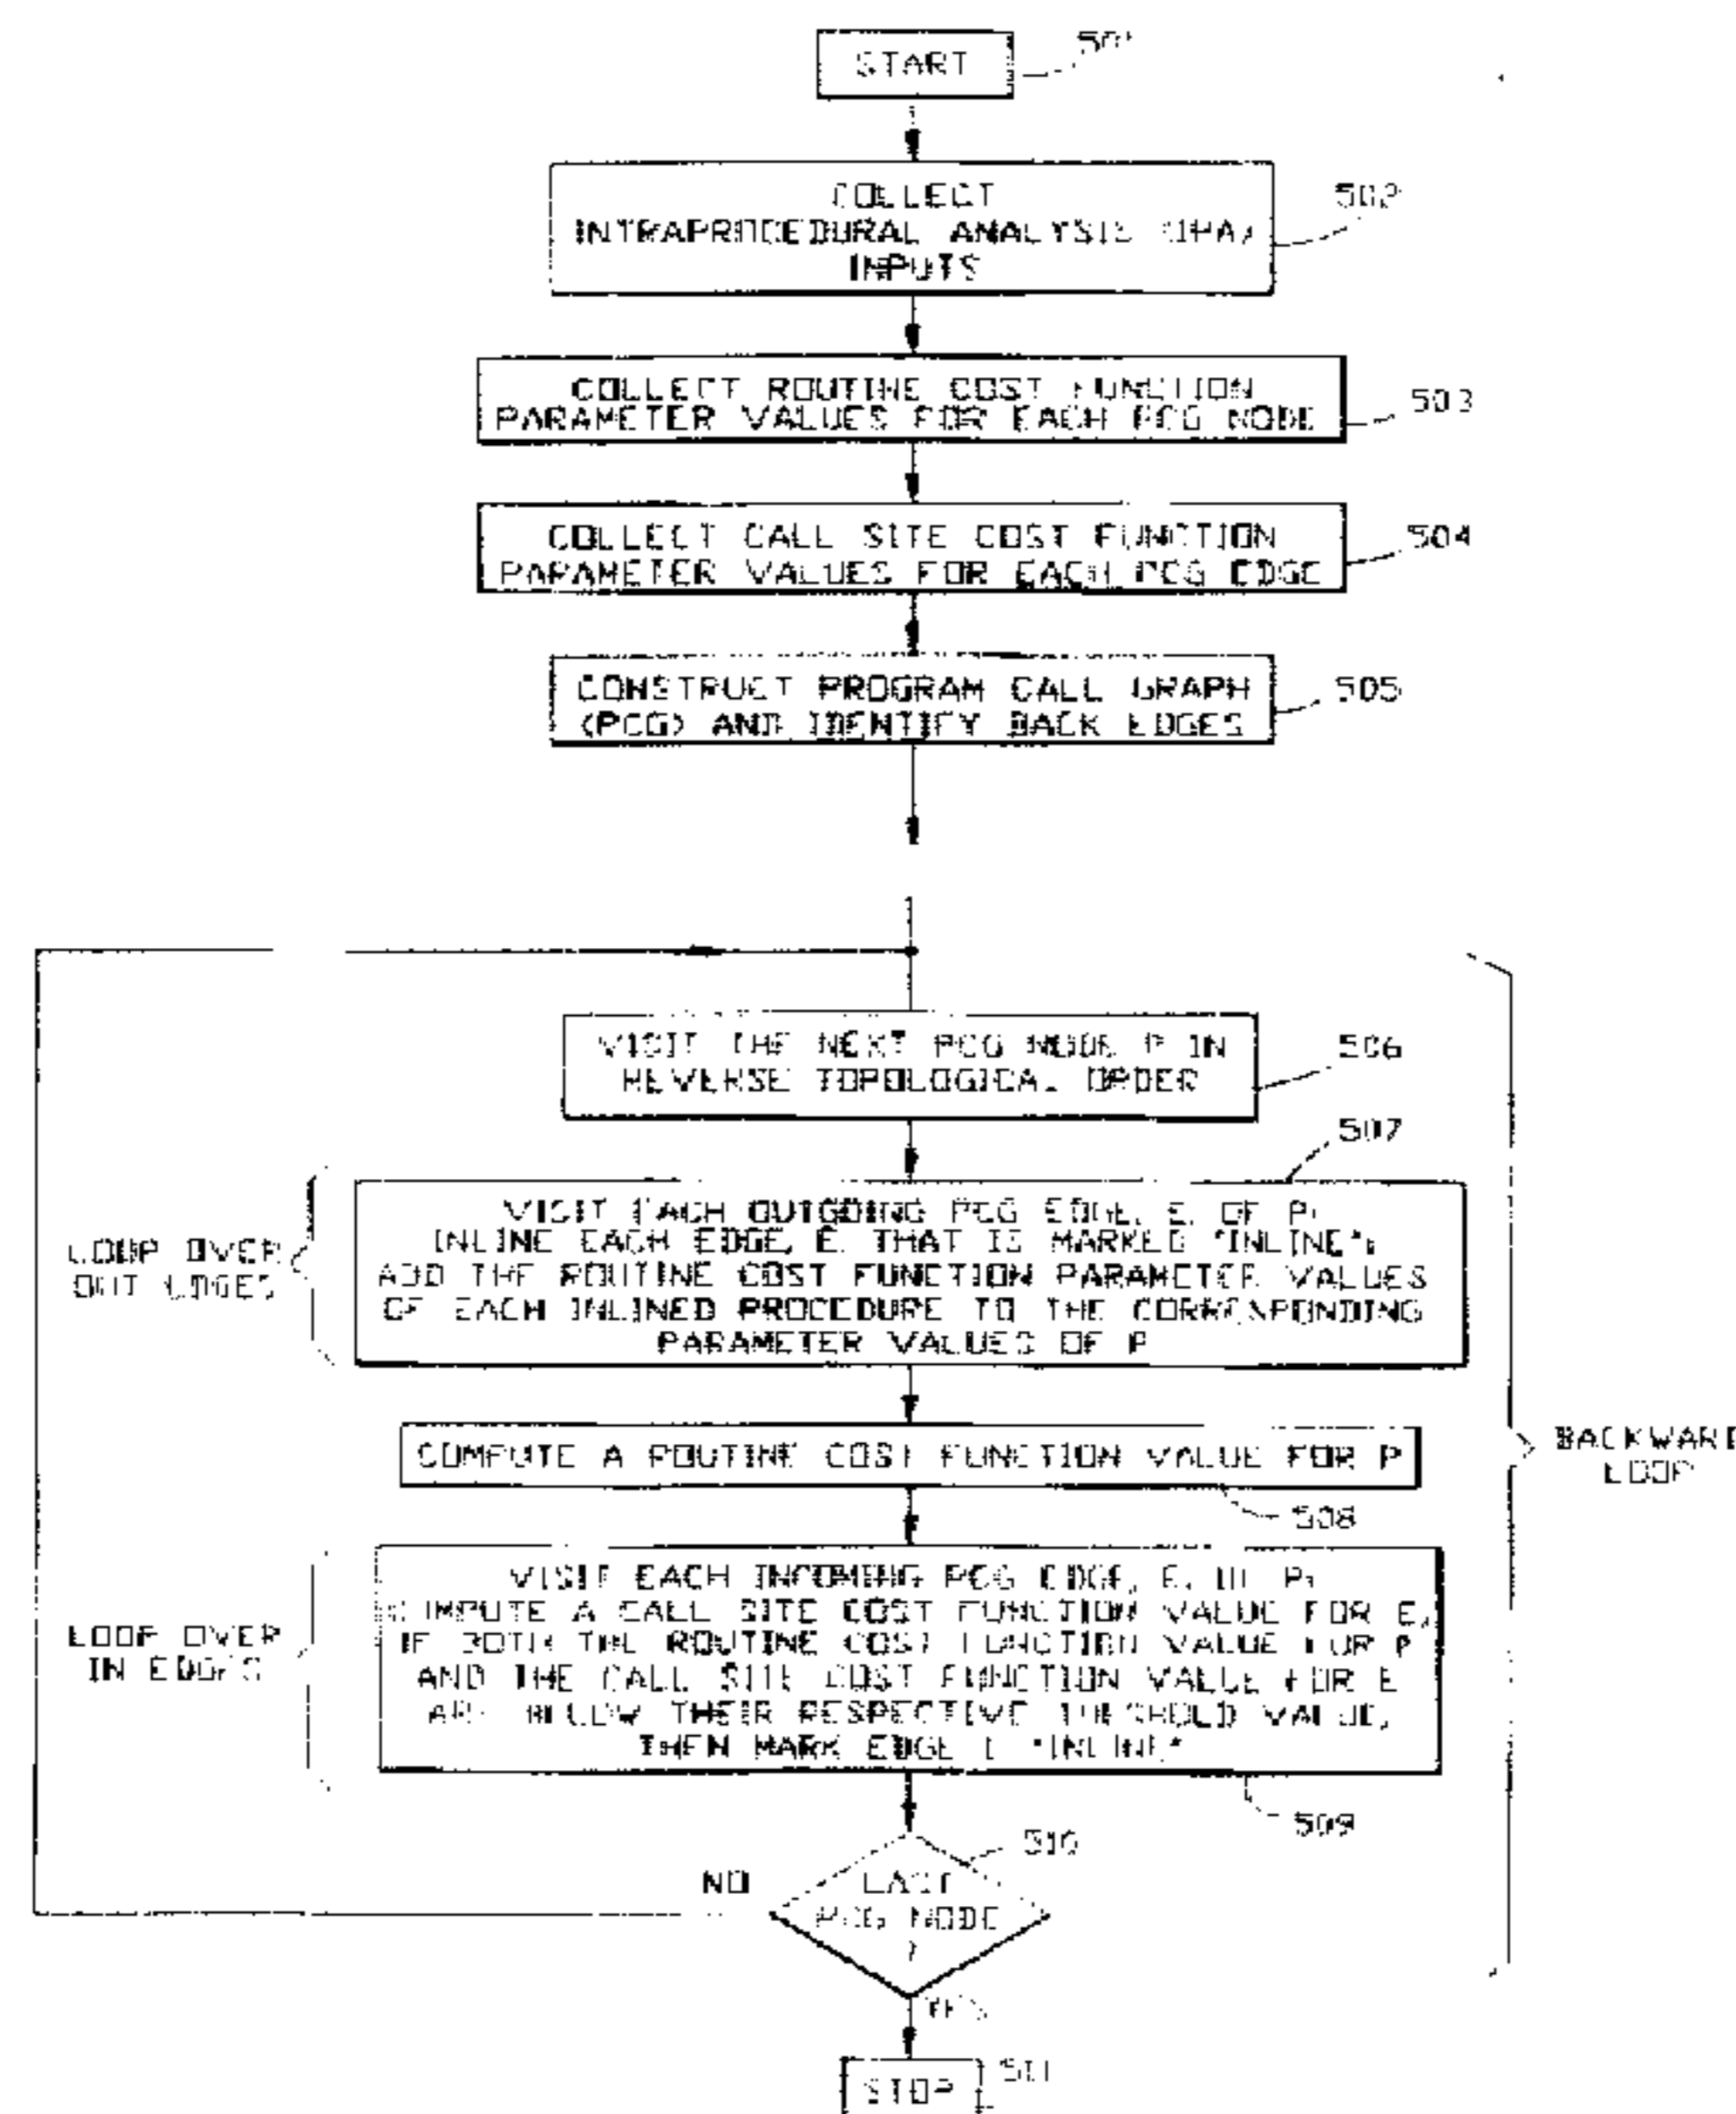 START
501
COLLECT
INTRAPROCEDURAL ANALYSIS (IPA)
INPUTS
502
COLLECT ROUTINE COST FUNCTION
PARAMETER VALUES FOR EACH PCG NODE
503
COLLECT CALL SITE COST FUNCTION
PARAMETER VALUES FOR EACH PCG EDGE
504
CONSTRUCT PROGRAM CALL GRAPH
(PCG) AND IDENTIFY BACK EDGES
505
VISIT THE NEXT PCG NODE P IN
REVERSE TOPOLOGICAL ORDER
506
507
LOOP OVER
OUT EDGES
VISIT EACH OUTGOING PCG EDGE, E, OF P;
INLINE EACH EDGE, E, THAT IS MARKED "INLINE";
ADD THE ROUTINE COST FUNCTION PARAMETER VALUES
OF EACH INLINED PROCEDURE TO THE CORRESPONDING
PARAMETER VALUES OF P
COMPUTE A ROUTINE COST FUNCTION VALUE FOR P
508
BACKWARD
LOOP
LOOP OVER
IN EDGES
VISIT EACH INCOMING PCG EDGE, E, OF P;
COMPUTE A CALL SITE COST FUNCTION VALUE FOR E,
IF BOTH THE ROUTINE COST FUNCTION VALUE FOR P
AND THE CALL SITE COST FUNCTION VALUE FOR E
ARE BELOW THEIR RESPECTIVE THRESHOLD VALUE,
THEN MARK EDGE E "INLINE"
509
510
NO
LAST
PCG NODE
?
YES
STOP
511